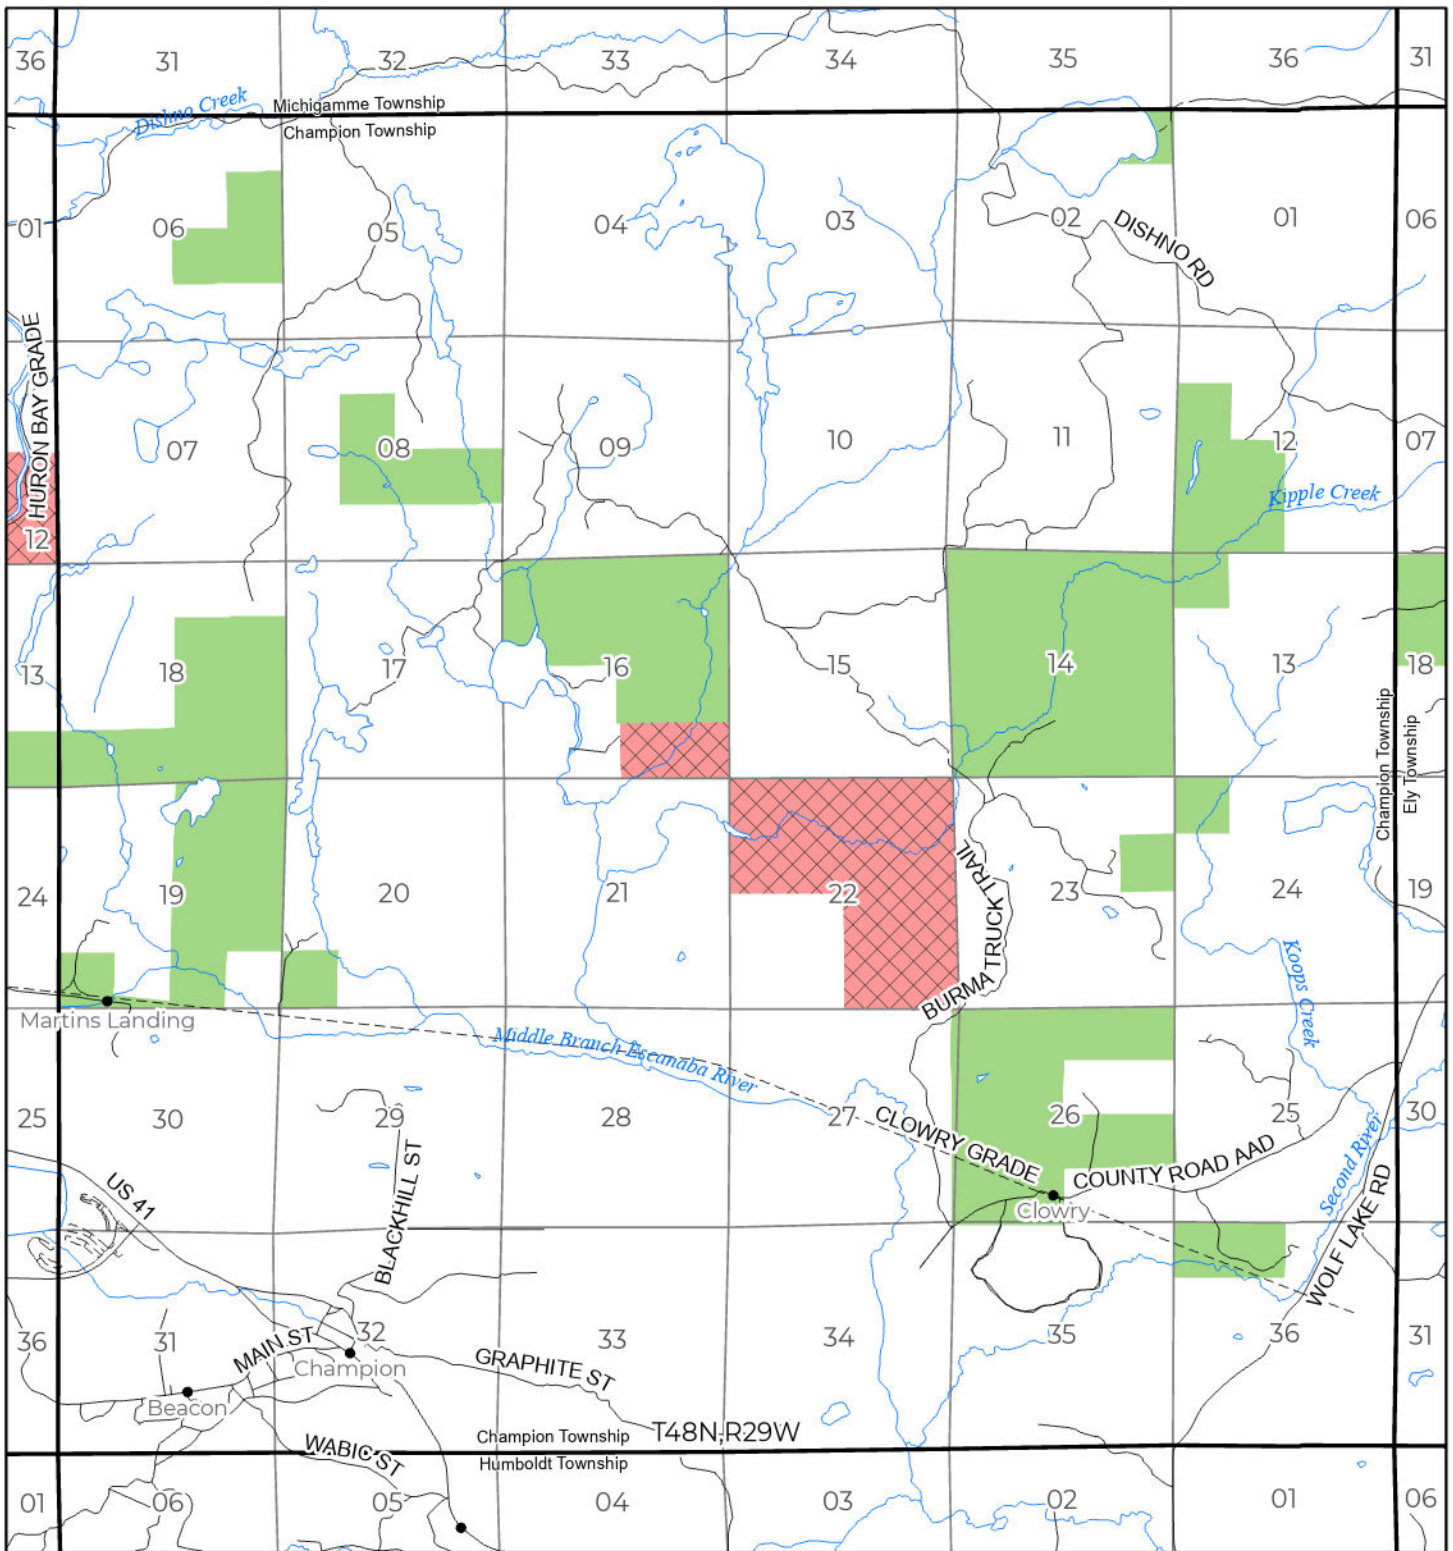 36 31 32 33 34 35 36 31
Dishno Creek
Michigamme Township
Champion Township
01 06 05 04 03 02 01 06
DISHNO RD
HURON BAY GRADE
07 08 09 10 11 12 07
Kipple Creek
12
13 18 17 16 15 14 13 18
Champion Township
Ely Township
24 19 20 21 22 23 24 19
BURMA TRUCK TRAIL
Koops Creek
Martins Landing
Middle Branch Escanaba River
25 30 29 28 27 26 25 30
CLOWRY GRADE
COUNTY ROAD AAD
Second River
US 41
BLACKHILL ST
Clowry
WOLF LAKE RD
36 31 32 33 34 35 36 31
MAIN ST
Champion
GRAPHITE ST
Beacon
T48N,R29W
WABIC ST
Champion Township
Humboldt Township
01 06 05 04 03 02 01 06